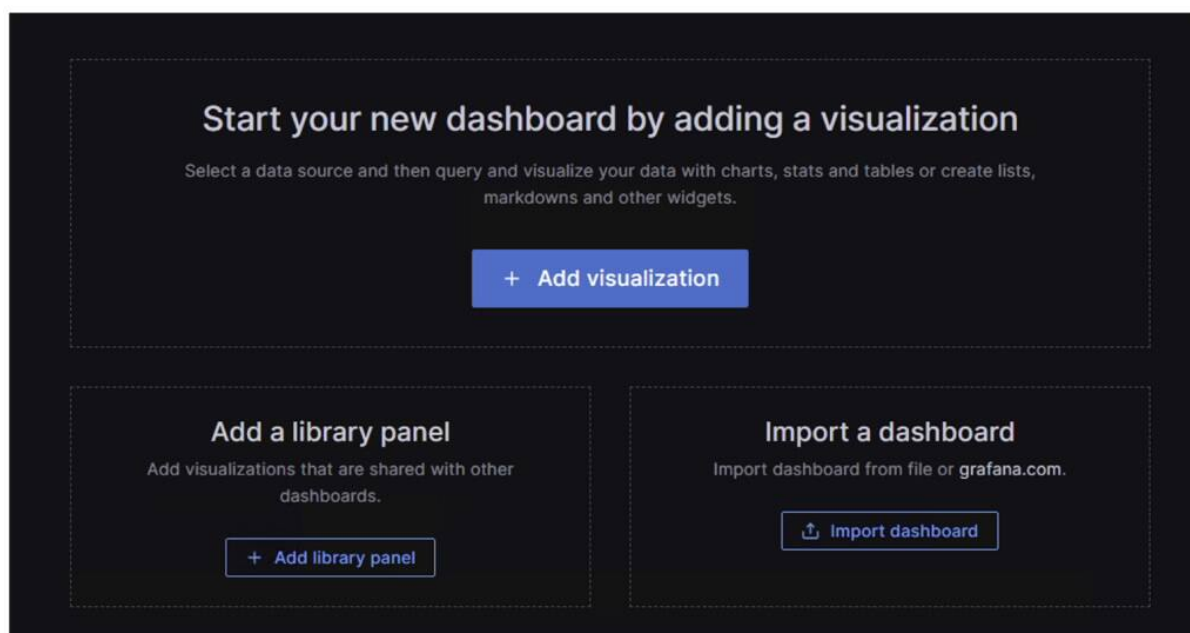 Start your new dashboard by adding a visualization
Select a data source and then query and visualize your data with charts, stats and tables or create lists,
markdowns and other widgets.
+ Add visualization
Add a library panel
Add visualizations that are shared with other
dashboards.
+ Add library panel
Import a dashboard
Import dashboard from file or grafana.com.
Import dashboard